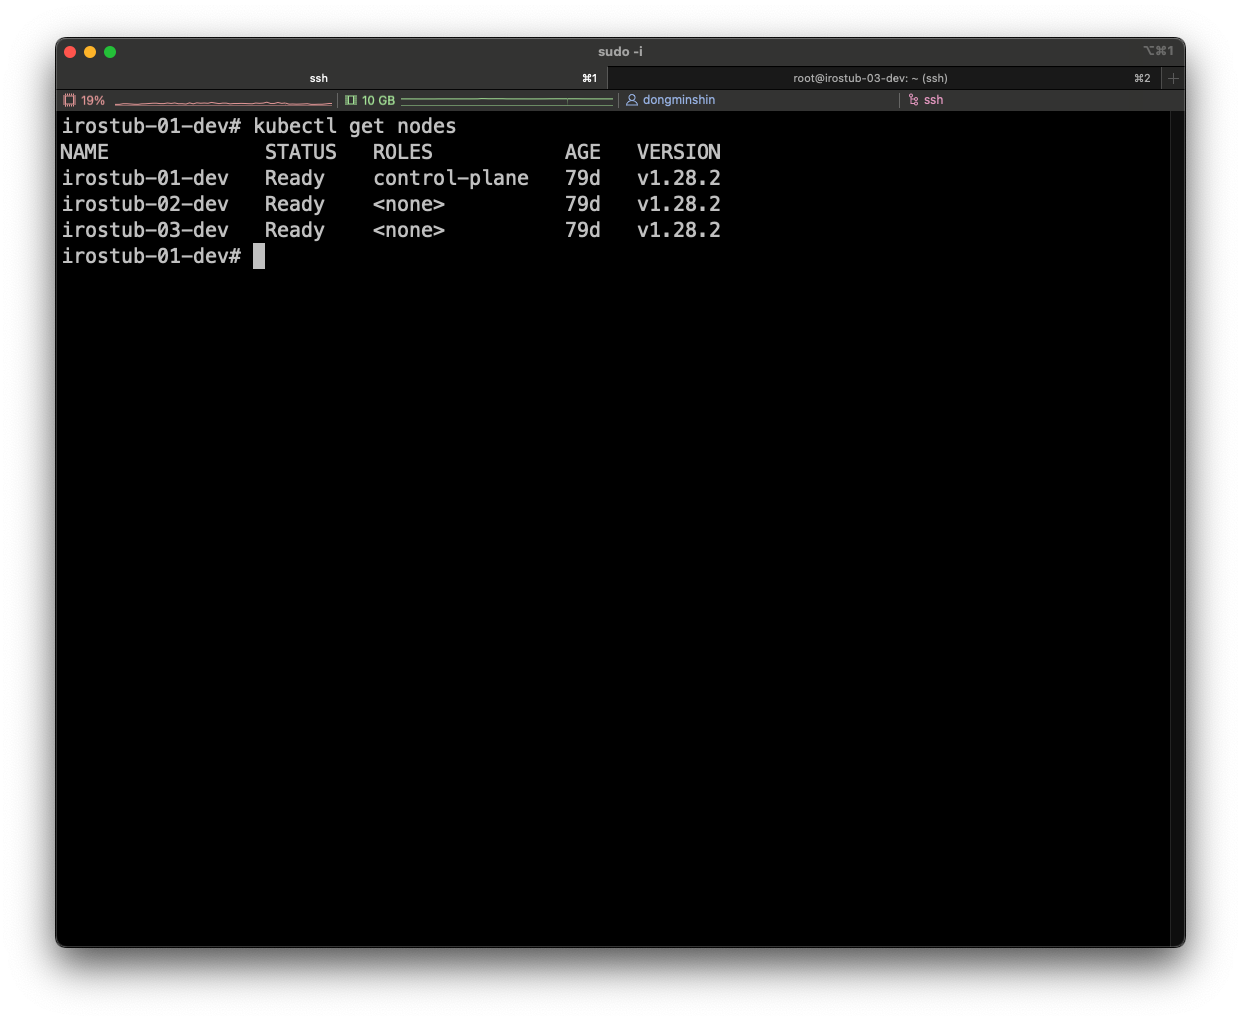 sudo -i
⌥⌘1
ssh ⌘1 root@irostub-03-dev: ~ (ssh) ⌘2 +
19% 10 GB dongminshin ssh
irostub-01-dev# kubectl get nodes
NAME             STATUS   ROLES           AGE   VERSION
irostub-01-dev   Ready    control-plane   79d   v1.28.2
irostub-02-dev   Ready    <none>          79d   v1.28.2
irostub-03-dev   Ready    <none>          79d   v1.28.2
irostub-01-dev#